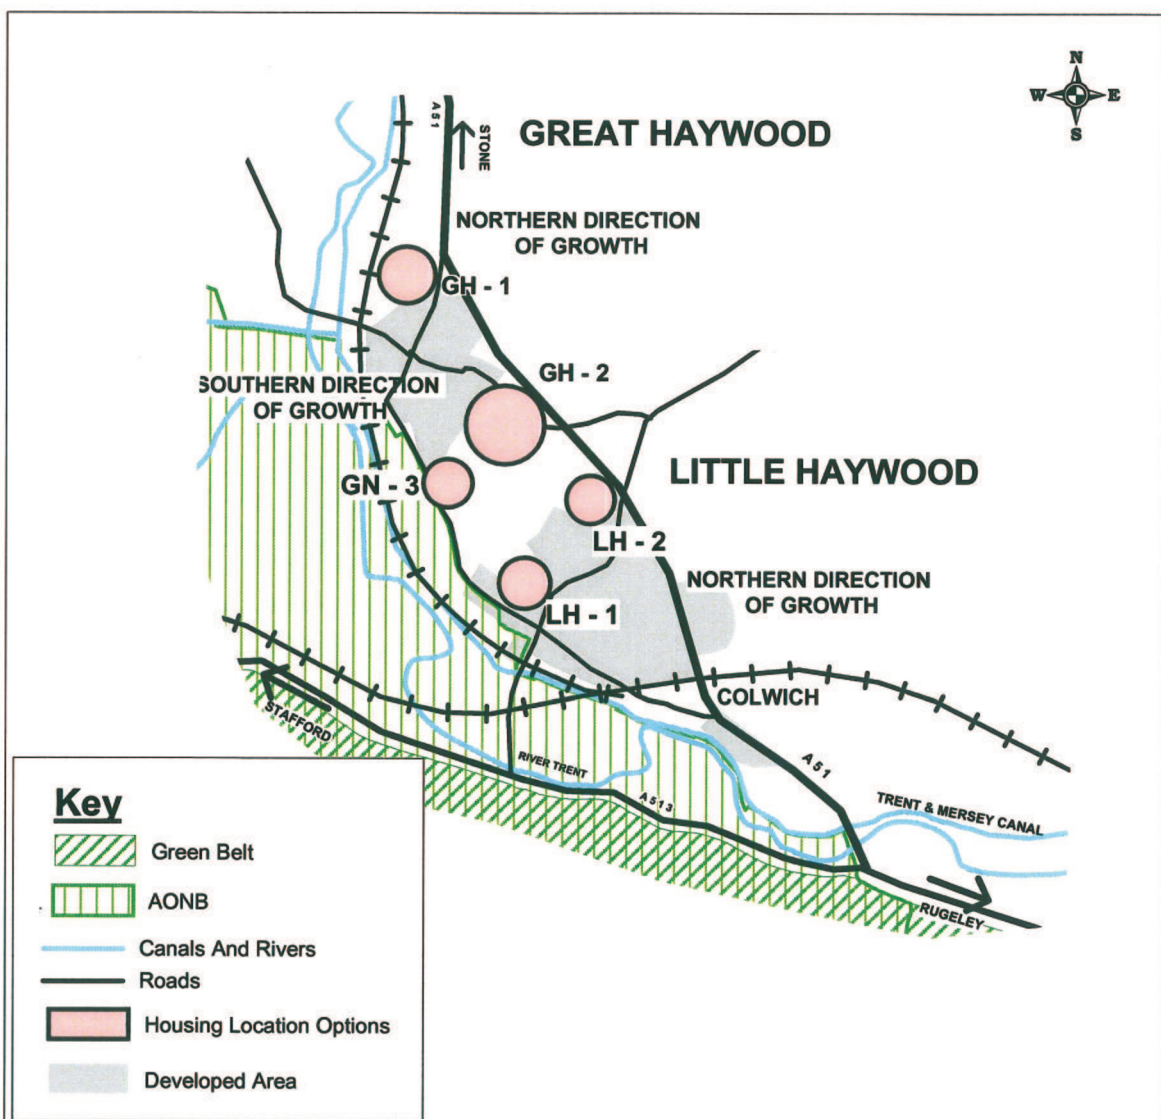 N
W E
S
A 51
STONE
GREAT HAYWOOD
NORTHERN DIRECTION
OF GROWTH
GH - 1
GH - 2
SOUTHERN DIRECTION
OF GROWTH
GN - 3
LITTLE HAYWOOD
LH - 2
NORTHERN DIRECTION
OF GROWTH
LH - 1
COLWICH
STAFFORD
RIVER TRENT
A 51
A 513
TRENT & MERSEY CANAL
RUGELEY
Key
Green Belt
AONB
Canals And Rivers
Roads
Housing Location Options
Developed Area